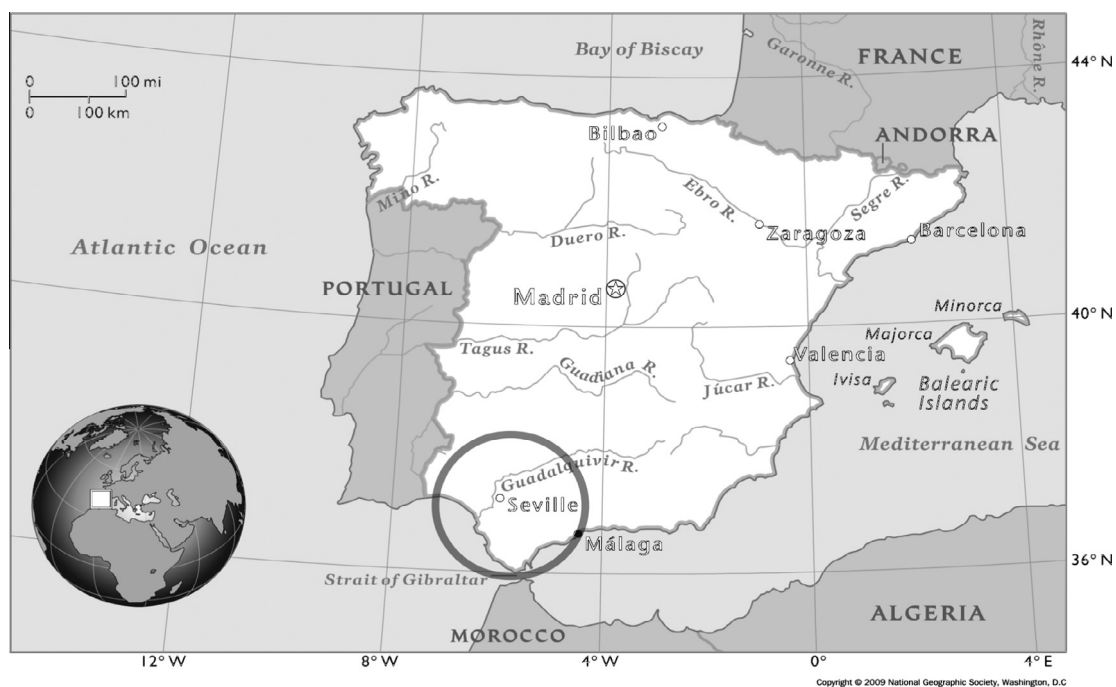 Bay of Biscay
FRANCE
Garonne R.
Rhône R.
44° N
0 100 mi
0 100 km
Bilbao
ANDORRA
Mino R.
Ebro R.
Segre R.
Duero R.
Zaragoza
Barcelona
Atlantic Ocean
PORTUGAL
Madrid
Minorca
40° N
Majorca
Tagus R.
Valencia
Guadiana R.
Júcar R.
Ivisa
Balearic
Islands
Mediterranean Sea
Guadalquivir R.
Seville
Málaga
36° N
Strait of Gibraltar
MOROCCO
ALGERIA
12° W
8° W
4° W
0°
4° E
Copyright © 2009 National Geographic Society, Washington, D.C